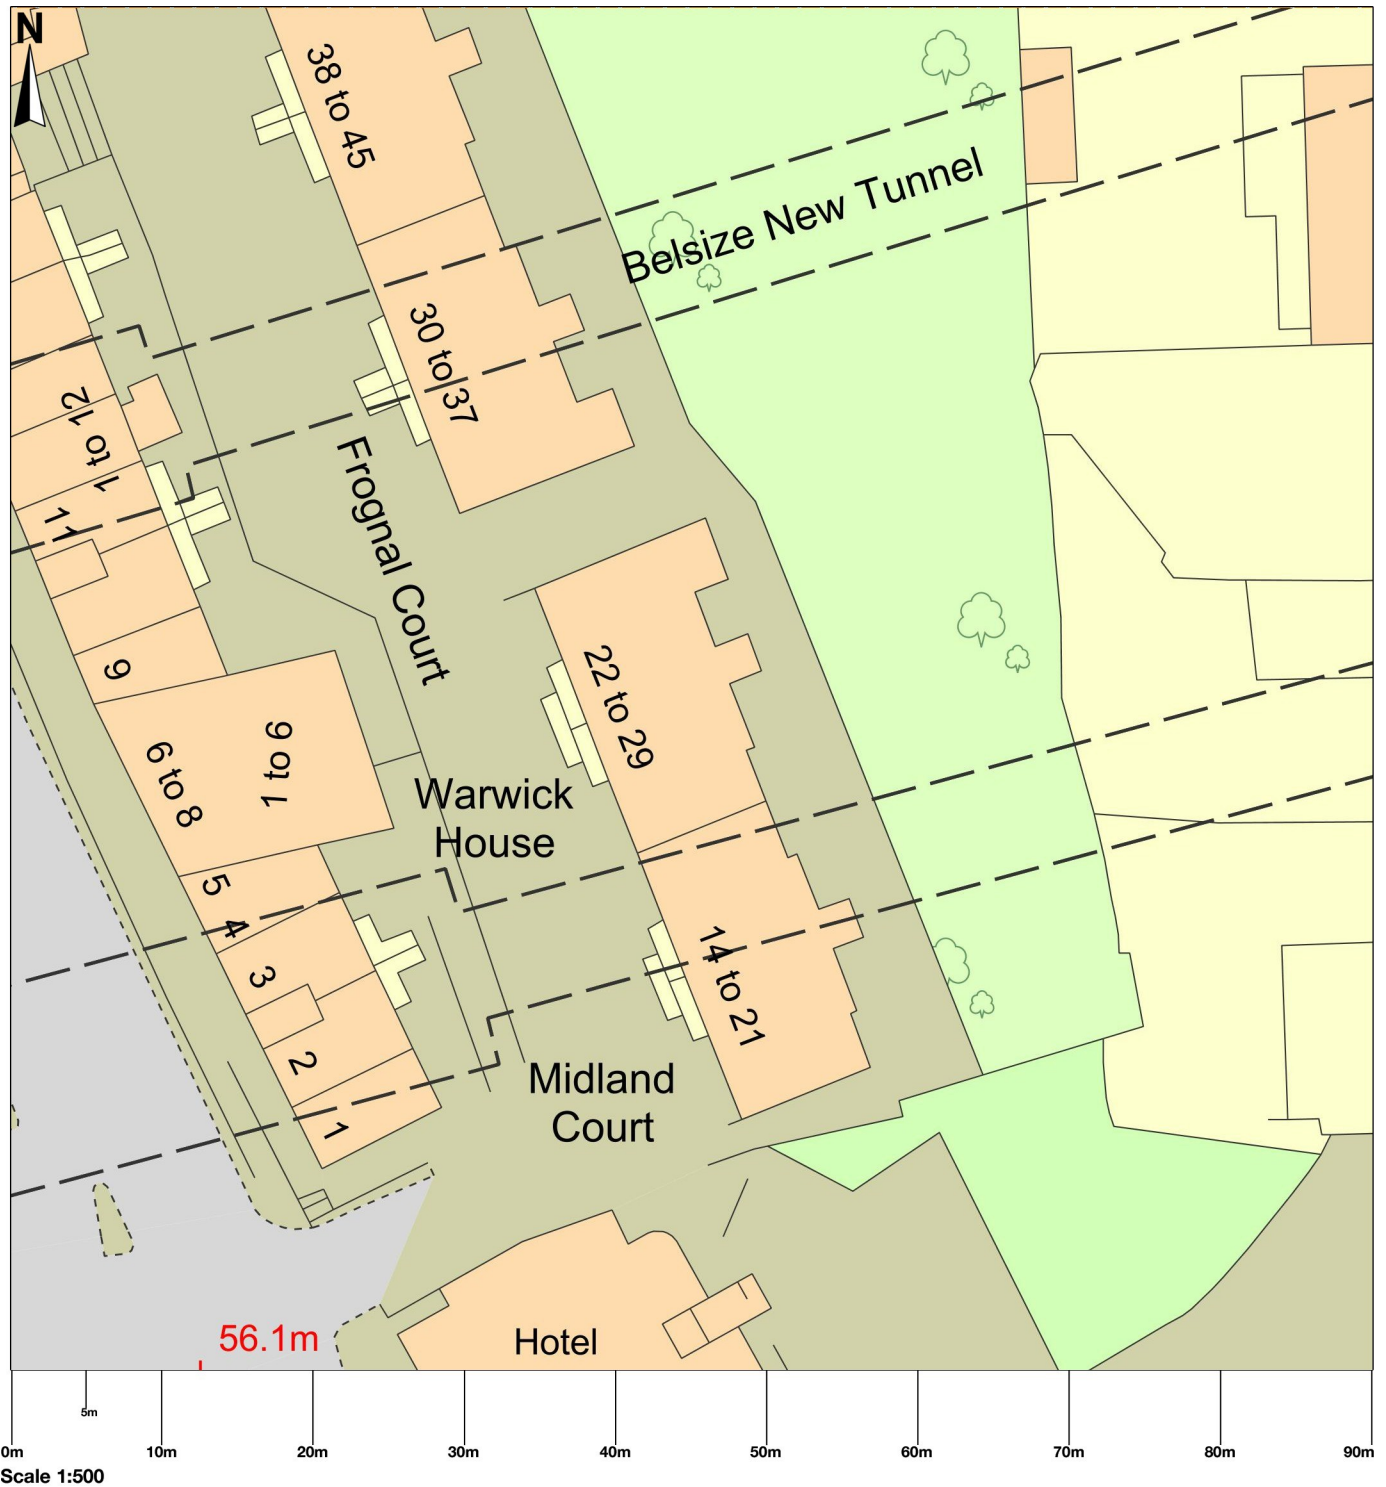 N
38 to 45
Belsize New Tunnel
30 to 37
1 to 12
11
Frognal Court
9
22 to 29
6 to 8
1 to 6
Warwick
House
5
4
3
14 to 21
2
Midland
Court
1
56.1m
Hotel
5m
0m 10m 20m 30m 40m 50m 60m 70m 80m 90m
Scale 1:500